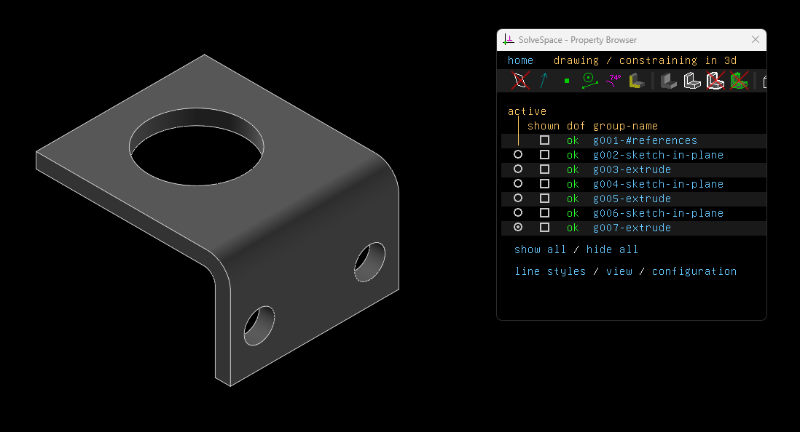 SolveSpace - Property Browser
home drawing / constraining in 3d
74°
active
shown dof group-name
ok g001-#references
ok g002-sketch-in-plane
ok g003-extrude
ok g004-sketch-in-plane
ok g005-extrude
ok g006-sketch-in-plane
ok g007-extrude
show all / hide all
line styles / view / configuration